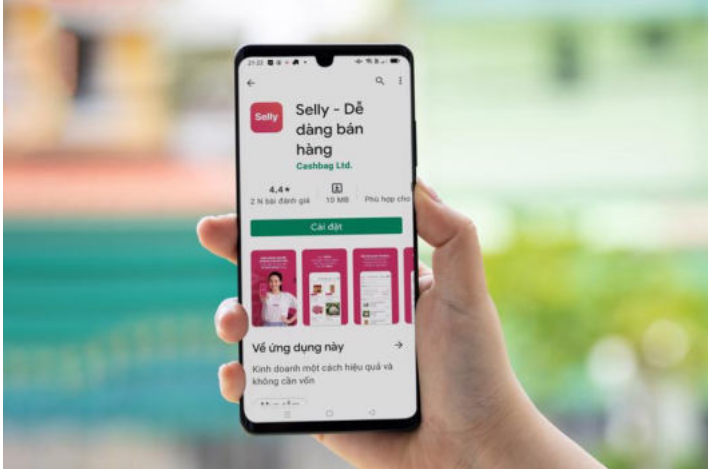 21:22
Selly
Selly - Dễ
dàng bán
hàng
Cashbag Ltd.
4,4★
2 N bài đánh giá
10 MB
Phù hợp cho
Cài đặt
Về ứng dụng này →
Kinh doanh một cách hiệu quả và
không cần vốn